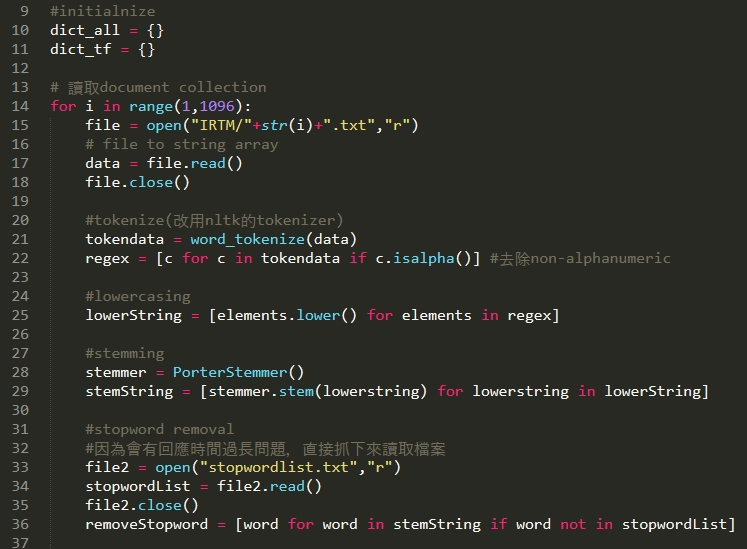 9 #initialnize
10 dict_all = {}
11 dict_tf = {}
12
13 # 讀取document collection
14 for i in range(1,1096):
15     file = open("IRTM/"+str(i)+".txt","r")
16     # file to string array
17     data = file.read()
18     file.close()
19
20     #tokenize(改用nltk的tokenizer)
21     tokendata = word_tokenize(data)
22     regex = [c for c in tokendata if c.isalpha()] #去除non-alphanumeric
23
24     #lowercasing
25     lowerString = [elements.lower() for elements in regex]
26
27     #stemming
28     stemmer = PorterStemmer()
29     stemString = [stemmer.stem(lowerstring) for lowerstring in lowerString]
30
31     #stopword removal
32     #因為會有回應時間過長問題，直接抓下來讀取檔案
33     file2 = open("stopwordlist.txt","r")
34     stopwordList = file2.read()
35     file2.close()
36     removeStopword = [word for word in stemString if word not in stopwordList]
37